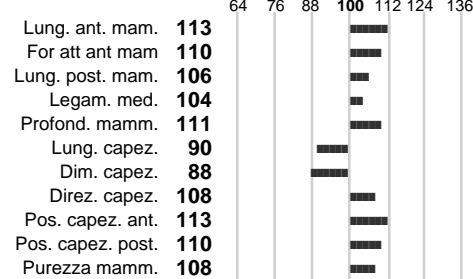 64 76 88 100 112 124 136
Lung. ant. mam. 113
For att ant mam 110
Lung. post. mam. 106
Legam. med. 104
Profond. mamm. 111
Lung. capez. 90
Dim. capez. 88
Direz. capez. 108
Pos. capez. ant. 113
Pos. capez. post. 110
Purezza mamm. 108